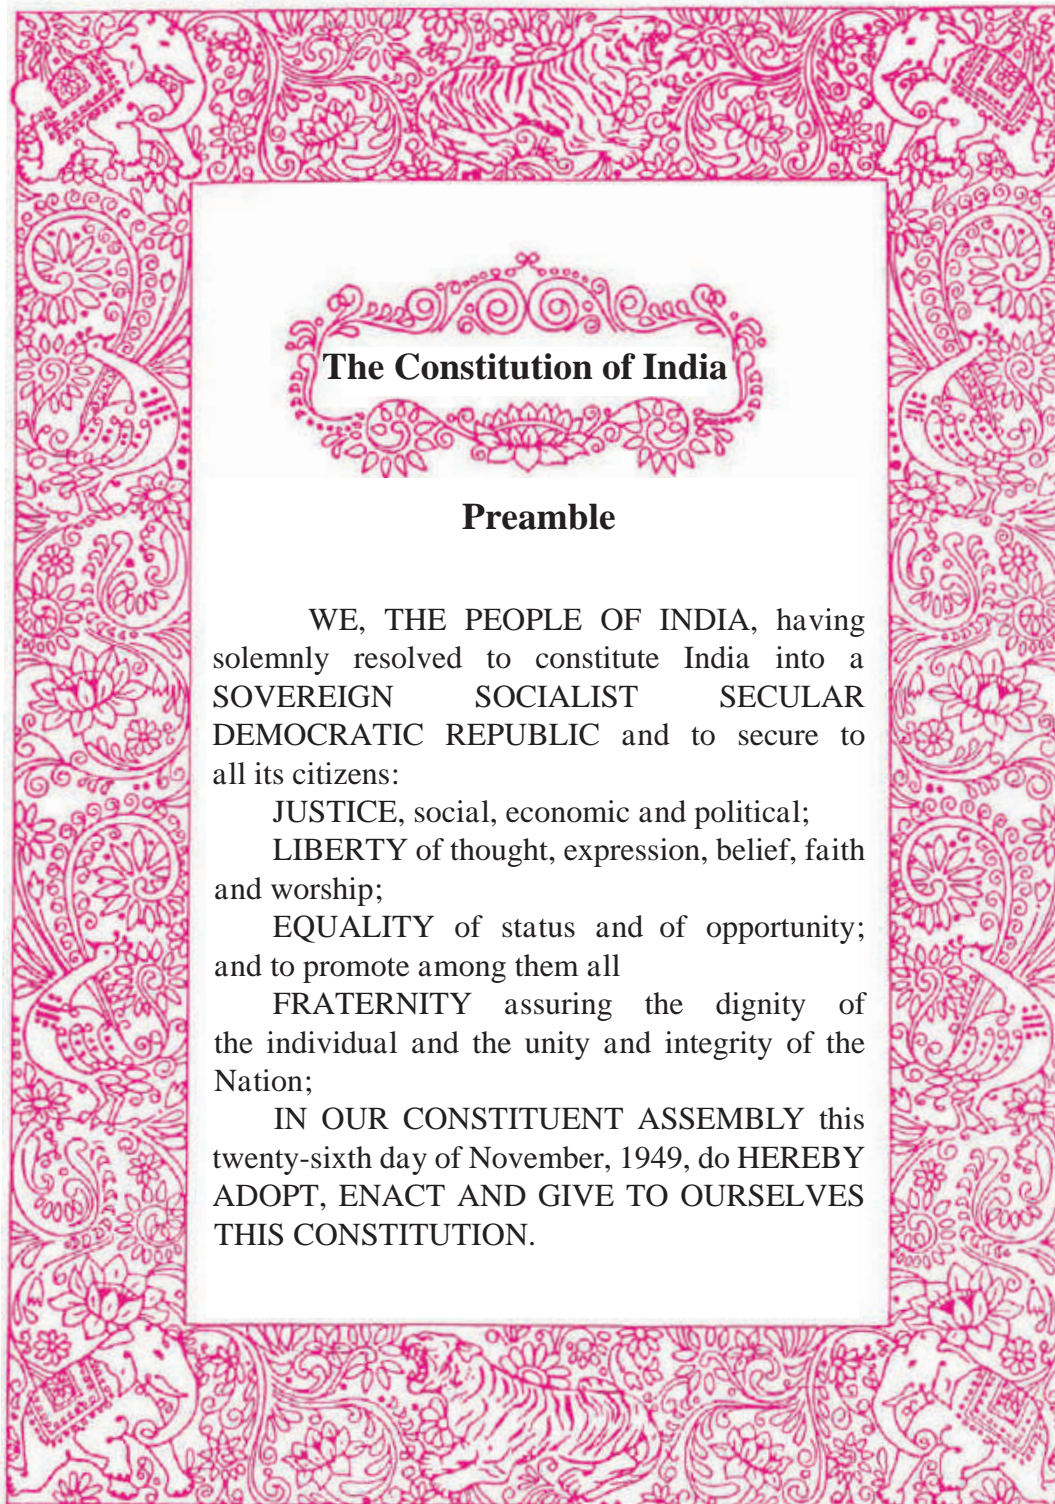 The Constitution of India
Preamble
WE, THE PEOPLE OF INDIA, having
solemnly resolved to constitute India into a
SOVEREIGN SOCIALIST SECULAR
DEMOCRATIC REPUBLIC and to secure to
all its citizens:
JUSTICE, social, economic and political;
LIBERTY of thought, expression, belief, faith
and worship;
EQUALITY of status and of opportunity;
and to promote among them all
FRATERNITY assuring the dignity of
the individual and the unity and integrity of the
Nation;
IN OUR CONSTITUENT ASSEMBLY this
twenty-sixth day of November, 1949, do HEREBY
ADOPT, ENACT AND GIVE TO OURSELVES
THIS CONSTITUTION.